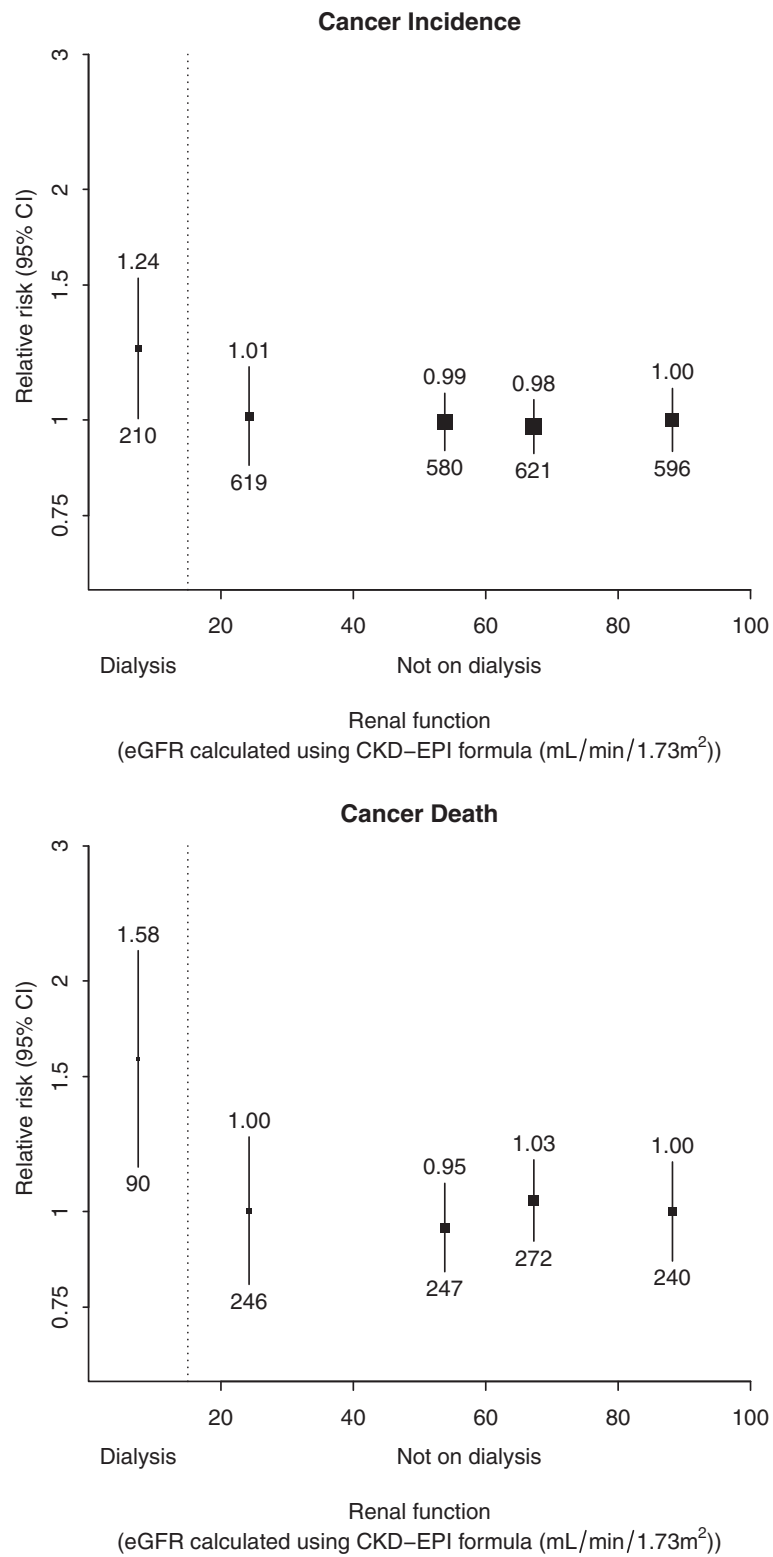 Cancer Incidence
Relative risk (95% CI)
3
2
1.5
1
0.75
1.24
210
1.01
619
0.99
580
0.98
621
1.00
596
20 40 60 80 100
Dialysis Not on dialysis
Renal function
(eGFR calculated using CKD−EPI formula (mL/min/1.73m²))
Cancer Death
Relative risk (95% CI)
3
2
1.5
1
0.75
1.58
90
1.00
246
0.95
247
1.03
272
1.00
240
20 40 60 80 100
Dialysis Not on dialysis
Renal function
(eGFR calculated using CKD−EPI formula (mL/min/1.73m²))